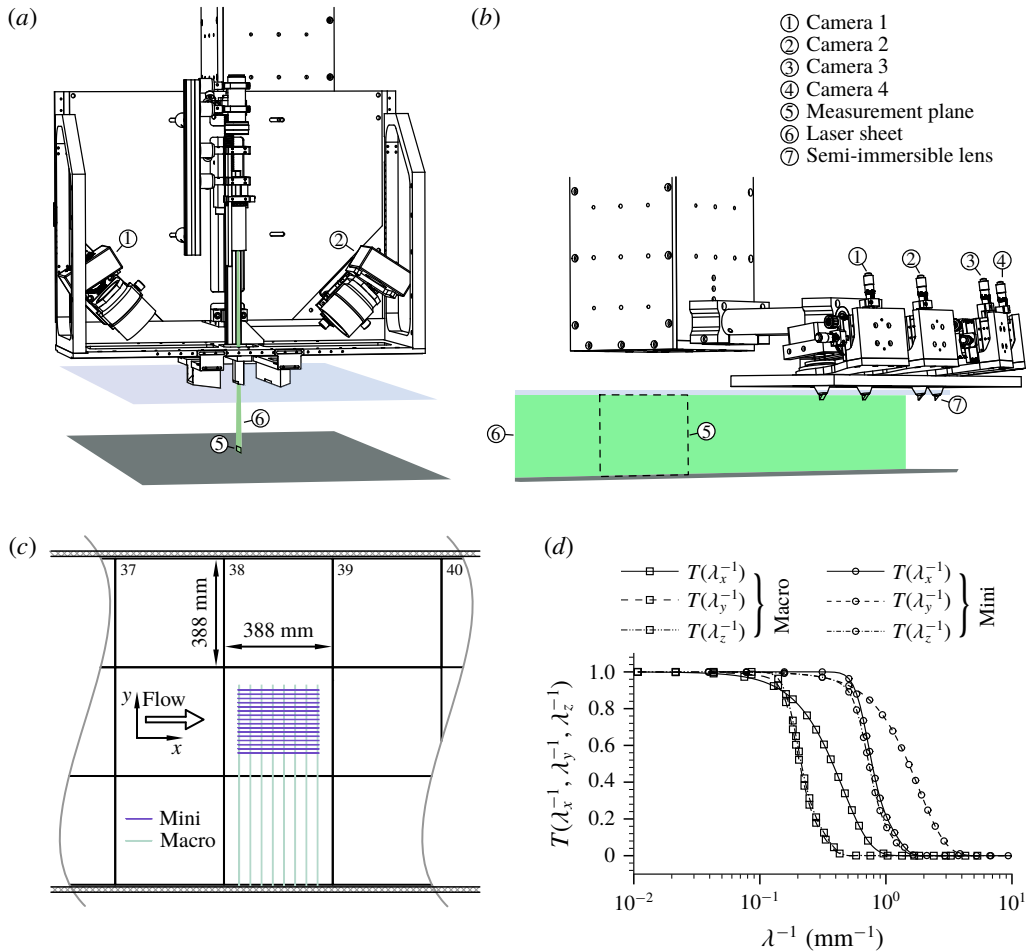 (a)
①
②
⑥
⑤
(b)
① Camera 1
② Camera 2
③ Camera 3
④ Camera 4
⑤ Measurement plane
⑥ Laser sheet
⑦ Semi-immersible lens
① ② ③ ④
⑦
⑥ ⑤
(c)
37 38 39 40
388 mm
388 mm
y Flow
x
Mini
Macro
(d)
T(λx⁻¹) T(λx⁻¹)
T(λy⁻¹) Macro T(λy⁻¹) Mini
T(λz⁻¹) T(λz⁻¹)
T(λx⁻¹, λy⁻¹, λz⁻¹)
1.0
0.8
0.6
0.4
0.2
0
10⁻² 10⁻¹ 10⁰ 10¹
λ⁻¹ (mm⁻¹)